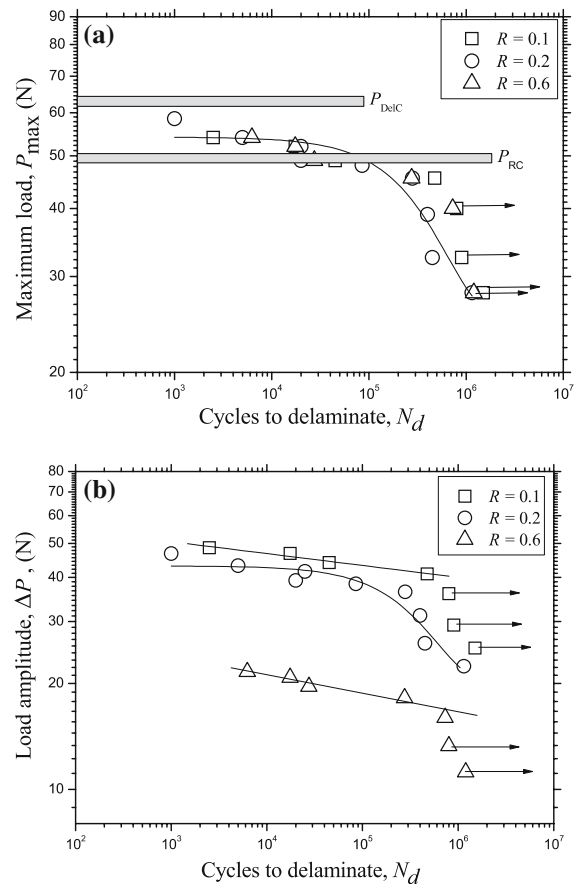 (a)
R = 0.1
R = 0.2
R = 0.6
P_DelC
P_RC
Maximum load, P_max (N)
90
80
70
60
50
40
30
20
10^2
10^3
10^4
10^5
10^6
10^7
Cycles to delaminate, N_d
(b)
R = 0.1
R = 0.2
R = 0.6
Load amplitude, ΔP , (N)
80
70
60
50
40
30
20
10
10^2
10^3
10^4
10^5
10^6
10^7
Cycles to delaminate, N_d